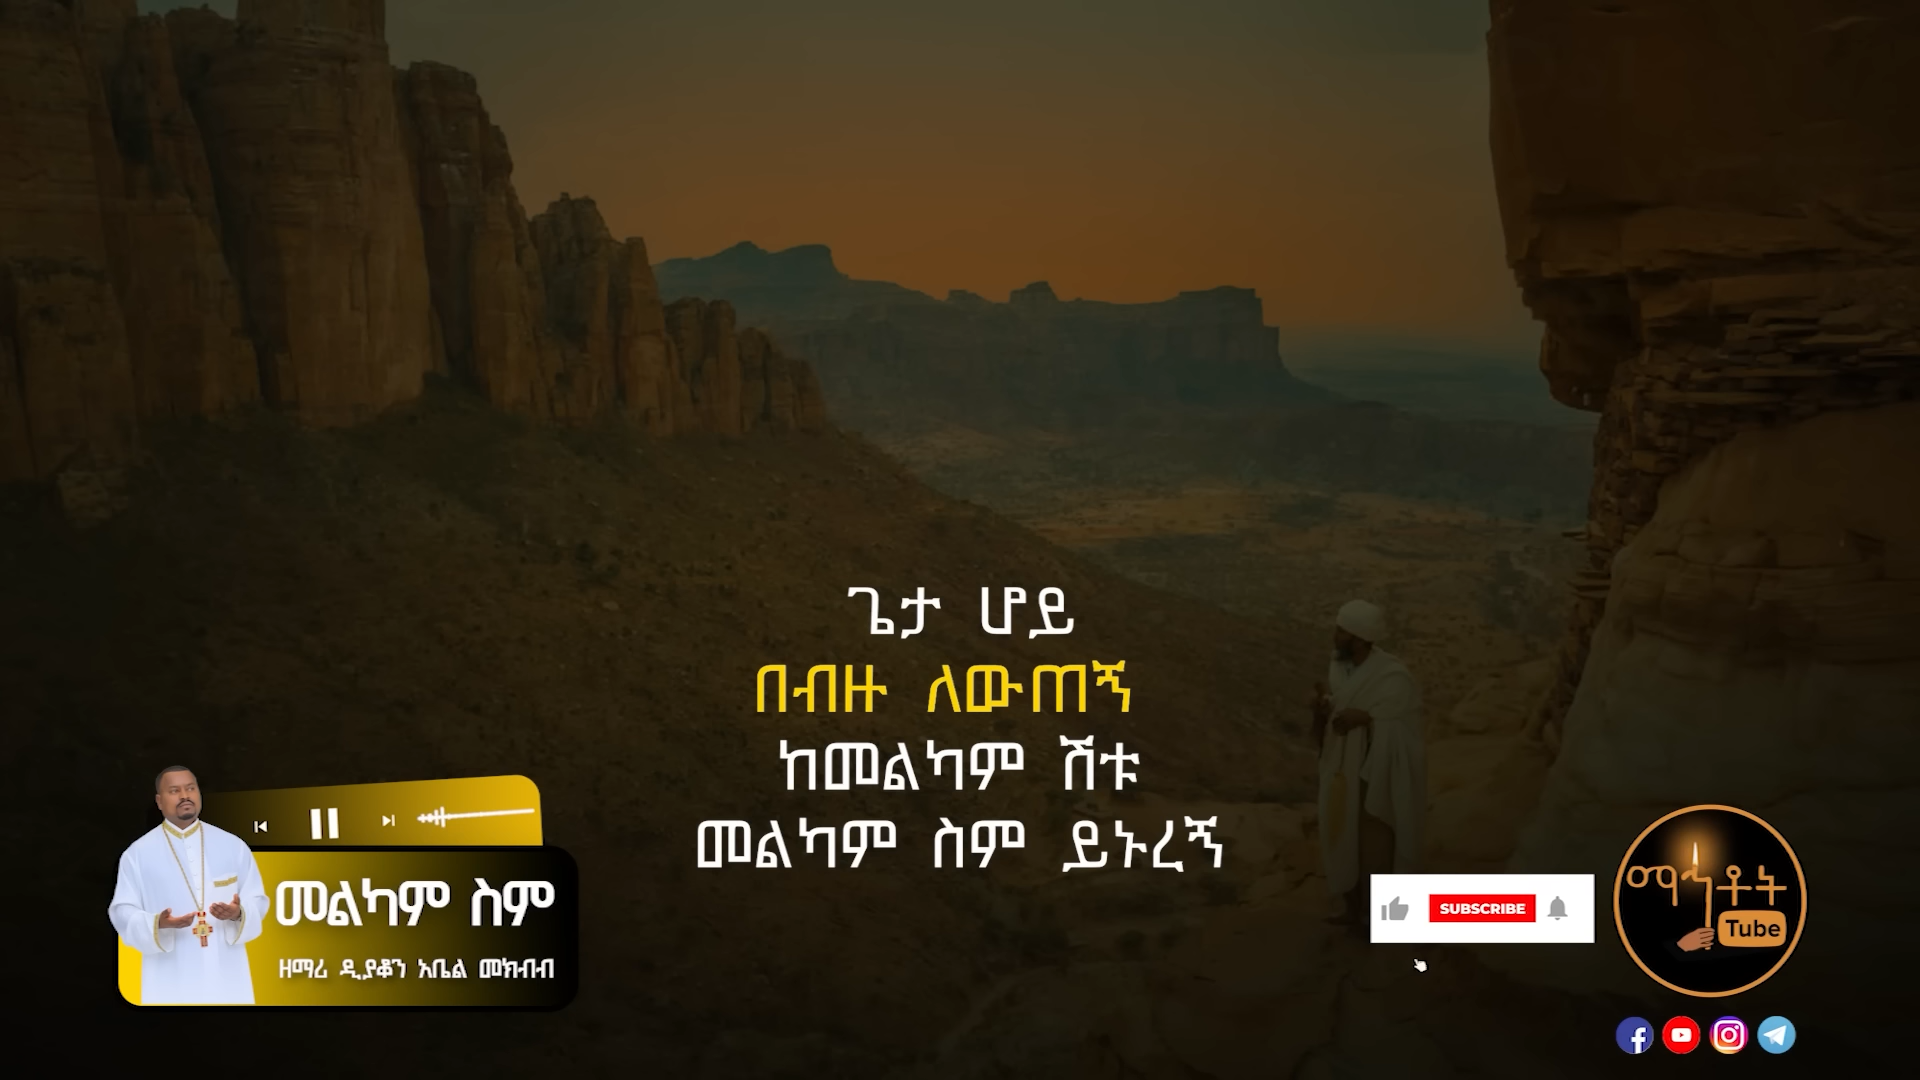 ጌታ ሆይ
በብዙ ለውጠኝ
ከመልካም ሽቱ
መልካም ስም ይኑረኝ
መልካም ስም
ዘማሪ ዲያቆን አቤል መክብብ
SUBSCRIBE
ማኅቶት
Tube